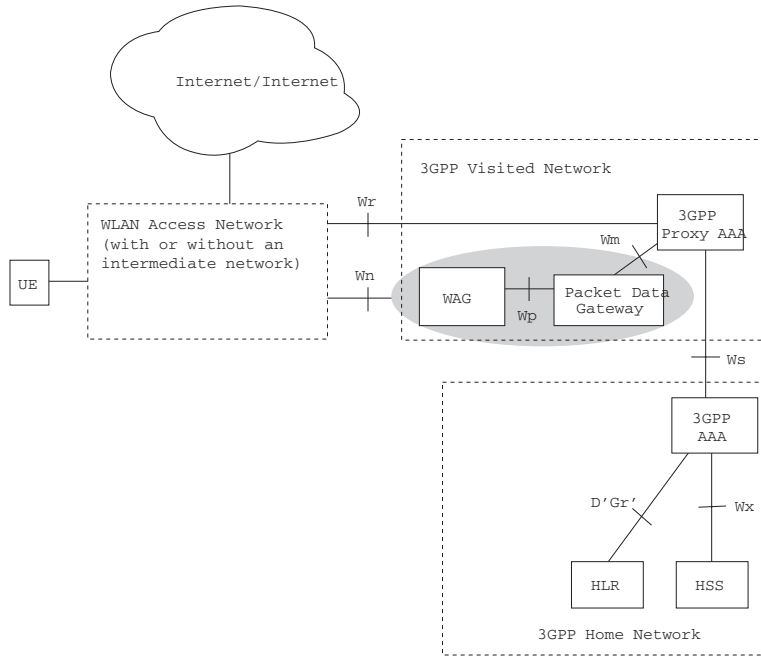 Internet/Internet
3GPP Visited Network
Wr
3GPP
Proxy AAA
WLAN Access Network
(with or without an
intermediate network)
Wm
UE
Wn
WAG
Packet Data
Gateway
Wp
Ws
3GPP
AAA
D'Gr'
Wx
HLR
HSS
3GPP Home Network